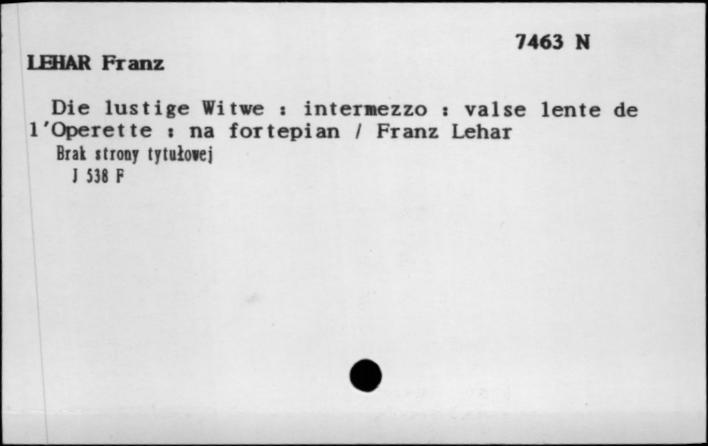 7463 N
LEHAR Franz
Die lustige Witwe : intermezzo : valse lente de
l'Operette : na fortepian / Franz Lehar
Brak strony tytułowej
J 538 F